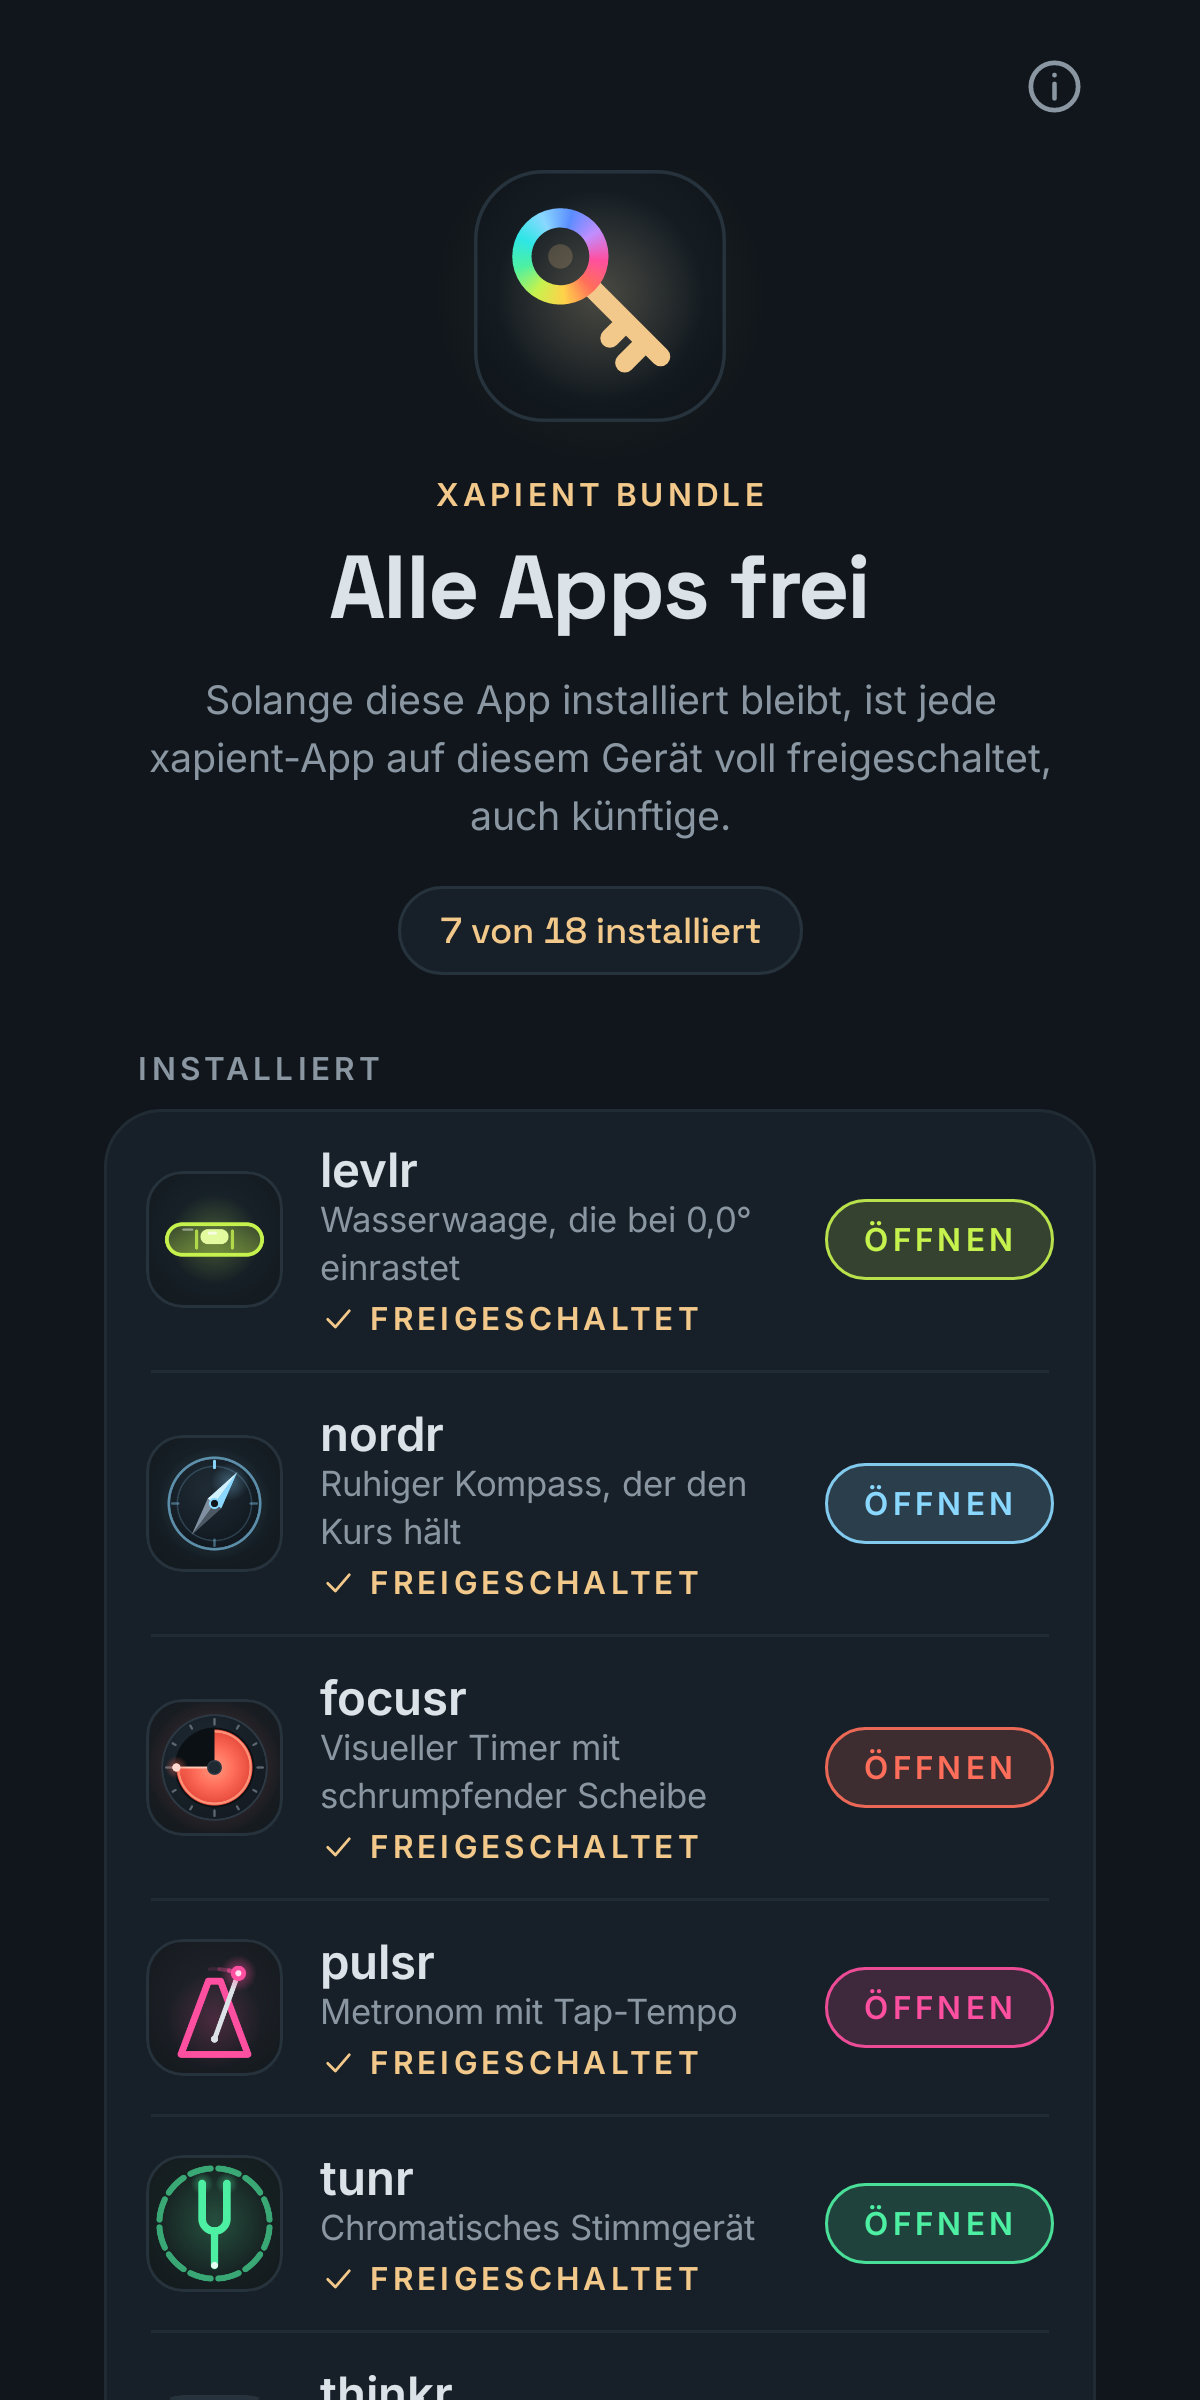 XAPIENT BUNDLE
Alle Apps frei
Solange diese App installiert bleibt, ist jede
xapient-App auf diesem Gerät voll freigeschaltet,
auch künftige.
7 von 18 installiert
INSTALLIERT
levlr
Wasserwaage, die bei 0,0°
einrastet
✓ FREIGESCHALTET
ÖFFNEN
nordr
Ruhiger Kompass, der den
Kurs hält
✓ FREIGESCHALTET
ÖFFNEN
focusr
Visueller Timer mit
schrumpfender Scheibe
✓ FREIGESCHALTET
ÖFFNEN
pulsr
Metronom mit Tap-Tempo
✓ FREIGESCHALTET
ÖFFNEN
tunr
Chromatisches Stimmgerät
✓ FREIGESCHALTET
ÖFFNEN
thinkr